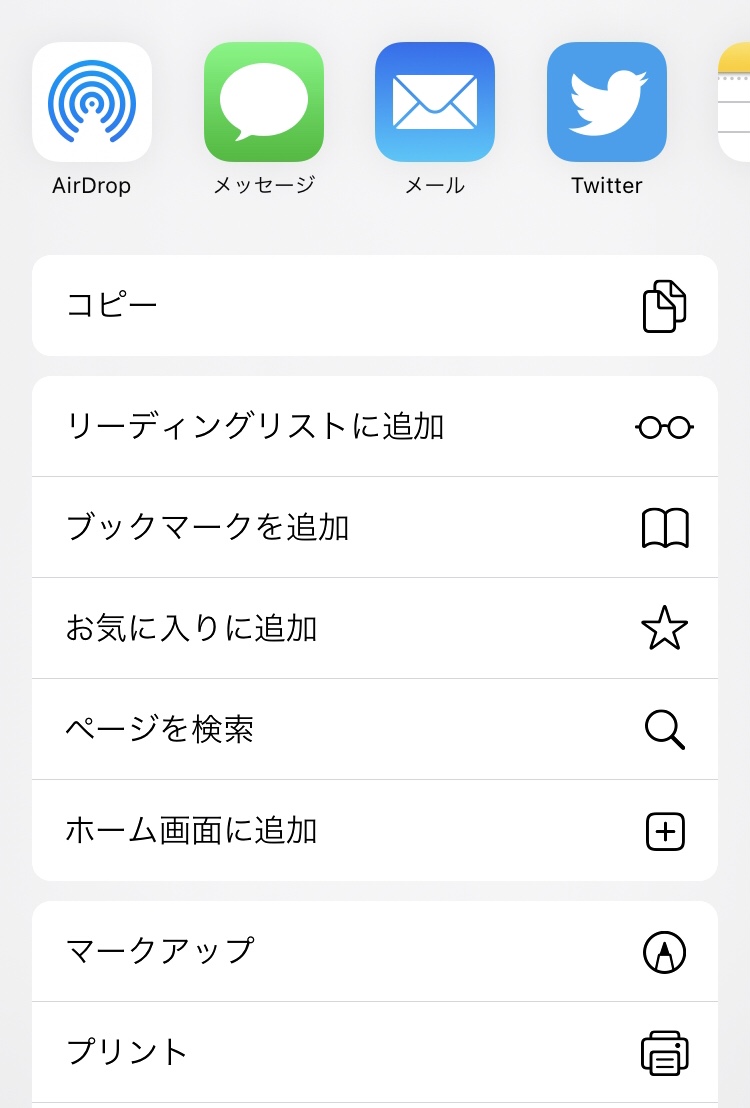 AirDrop
メッセージ
メール
Twitter
コピー
リーディングリストに追加
ブックマークを追加
お気に入りに追加
ページを検索
ホーム画面に追加
マークアップ
プリント